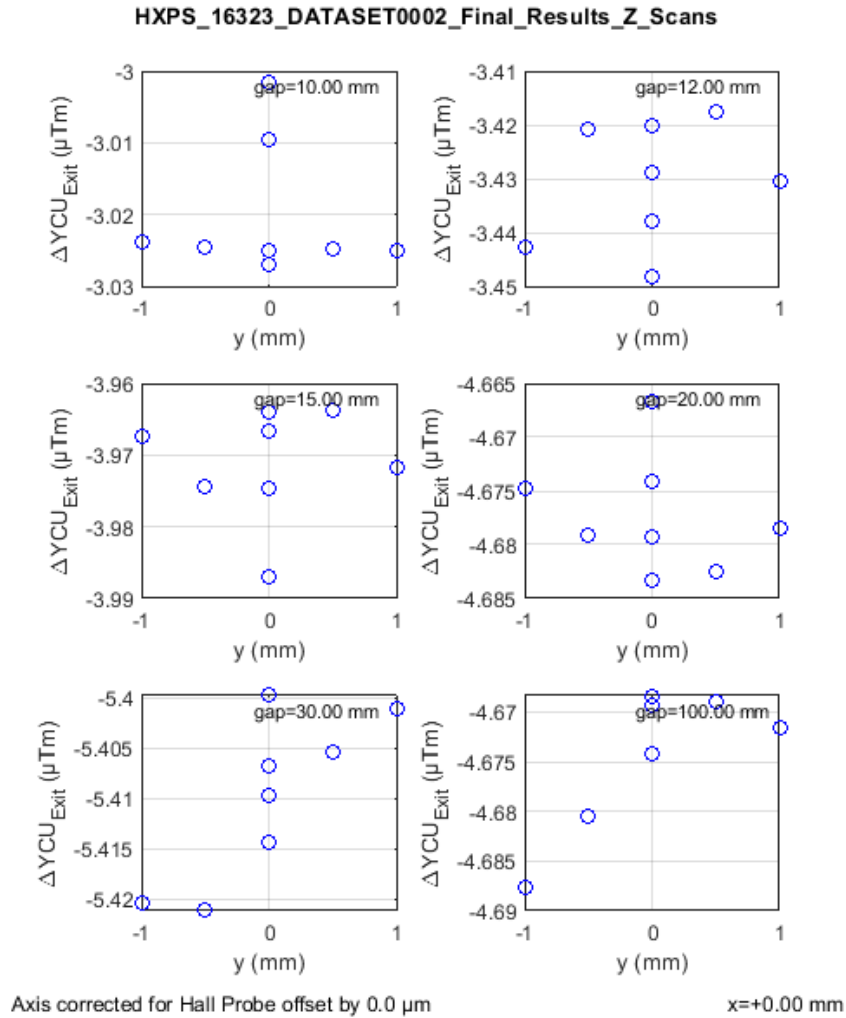 HXPS_16323_DATASET0002_Final_Results_Z_Scans
-3
-3.01
-3.02
-3.03
ΔYCU_Exit (µTm)
gap=10.00 mm
-1 0 1
y (mm)
-3.41
-3.42
-3.43
-3.44
-3.45
ΔYCU_Exit (µTm)
gap=12.00 mm
-1 0 1
y (mm)
-3.96
-3.97
-3.98
-3.99
ΔYCU_Exit (µTm)
gap=15.00 mm
-1 0 1
y (mm)
-4.665
-4.67
-4.675
-4.68
-4.685
ΔYCU_Exit (µTm)
gap=20.00 mm
-1 0 1
y (mm)
-5.4
-5.405
-5.41
-5.415
-5.42
ΔYCU_Exit (µTm)
gap=30.00 mm
-1 0 1
y (mm)
-4.67
-4.675
-4.68
-4.685
-4.69
ΔYCU_Exit (µTm)
gap=100.00 mm
-1 0 1
y (mm)
Axis corrected for Hall Probe offset by 0.0 µm
x=+0.00 mm